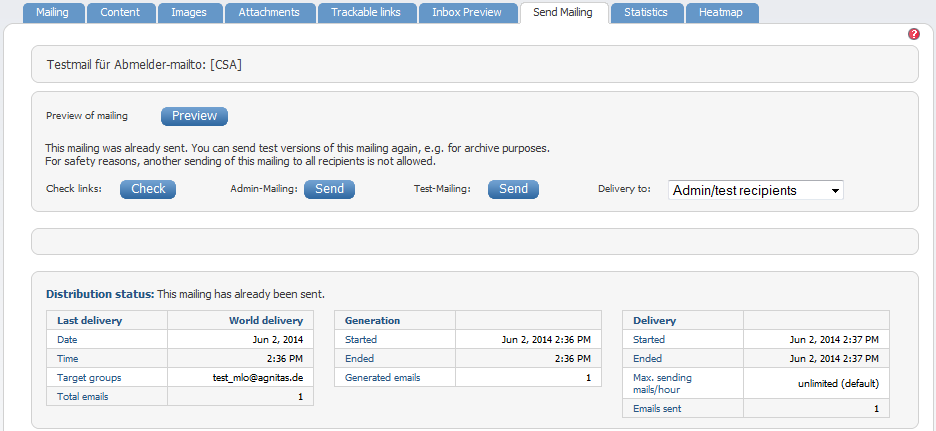 Mailing Content Images Attachments Trackable links Inbox Preview Send Mailing Statistics Heatmap
?
Testmail für Abmelder-mailto: [CSA]
Preview of mailing Preview
This mailing was already sent. You can send test versions of this mailing again, e.g. for archive purposes.
For safety reasons, another sending of this mailing to all recipients is not allowed.
Check links: Check Admin-Mailing: Send Test-Mailing: Send Delivery to: Admin/test recipients
Distribution status: This mailing has already been sent.
Last delivery World delivery
Date Jun 2, 2014
Time 2:36 PM
Target groups test_mlo@agnitas.de
Total emails 1
Generation
Started Jun 2, 2014 2:36 PM
Ended 2:36 PM
Generated emails 1
Delivery
Started Jun 2, 2014 2:37 PM
Ended Jun 2, 2014 2:37 PM
Max. sending
mails/hour unlimited (default)
Emails sent 1